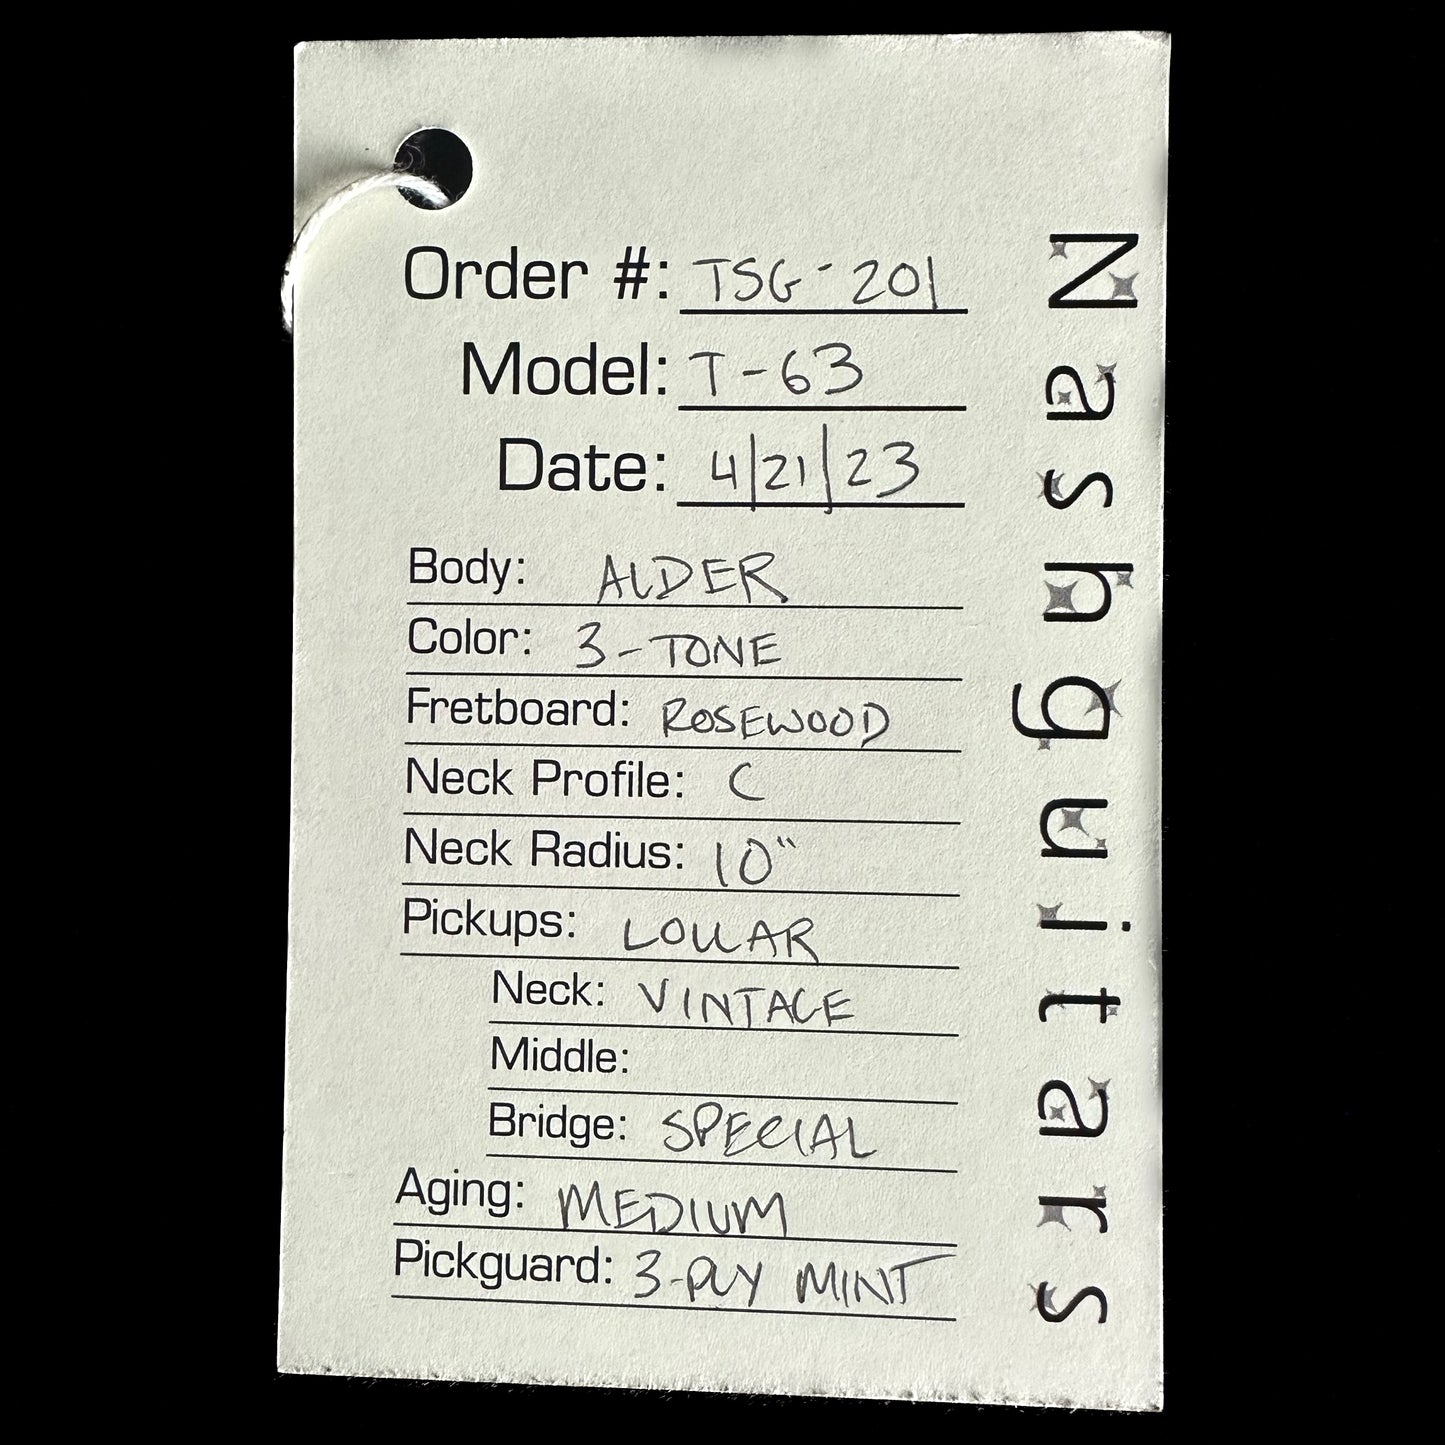 Order #: TSG-201
Model: T-63
Date: 4/21/23
Body: ALDER
Color: 3-TONE
Fretboard: ROSEWOOD
Neck Profile: C
Neck Radius: 10"
Pickups: LOLLAR
Neck: VINTAGE
Middle:
Bridge: SPECIAL
Aging: MEDIUM
Pickguard: 3-PLY MINT
Nashguitars